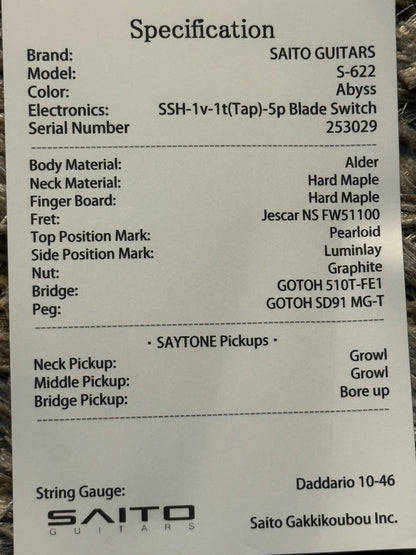 Specification
Brand: SAITO GUITARS
Model: S-622
Color: Abyss
Electronics: SSH-1v-1t(Tap)-5p Blade Switch
Serial Number 253029
Body Material: Alder
Neck Material: Hard Maple
Finger Board: Hard Maple
Fret: Jescar NS FW51100
Top Position Mark: Pearloid
Side Position Mark: Luminlay
Nut: Graphite
Bridge: GOTOH 510T-FE1
Peg: GOTOH SD91 MG-T
・SAYTONE Pickups・
Neck Pickup: Growl
Middle Pickup: Growl
Bridge Pickup: Bore up
String Gauge: Daddario 10-46
SAITO
GUITARS
Saito Gakkikoubou Inc.